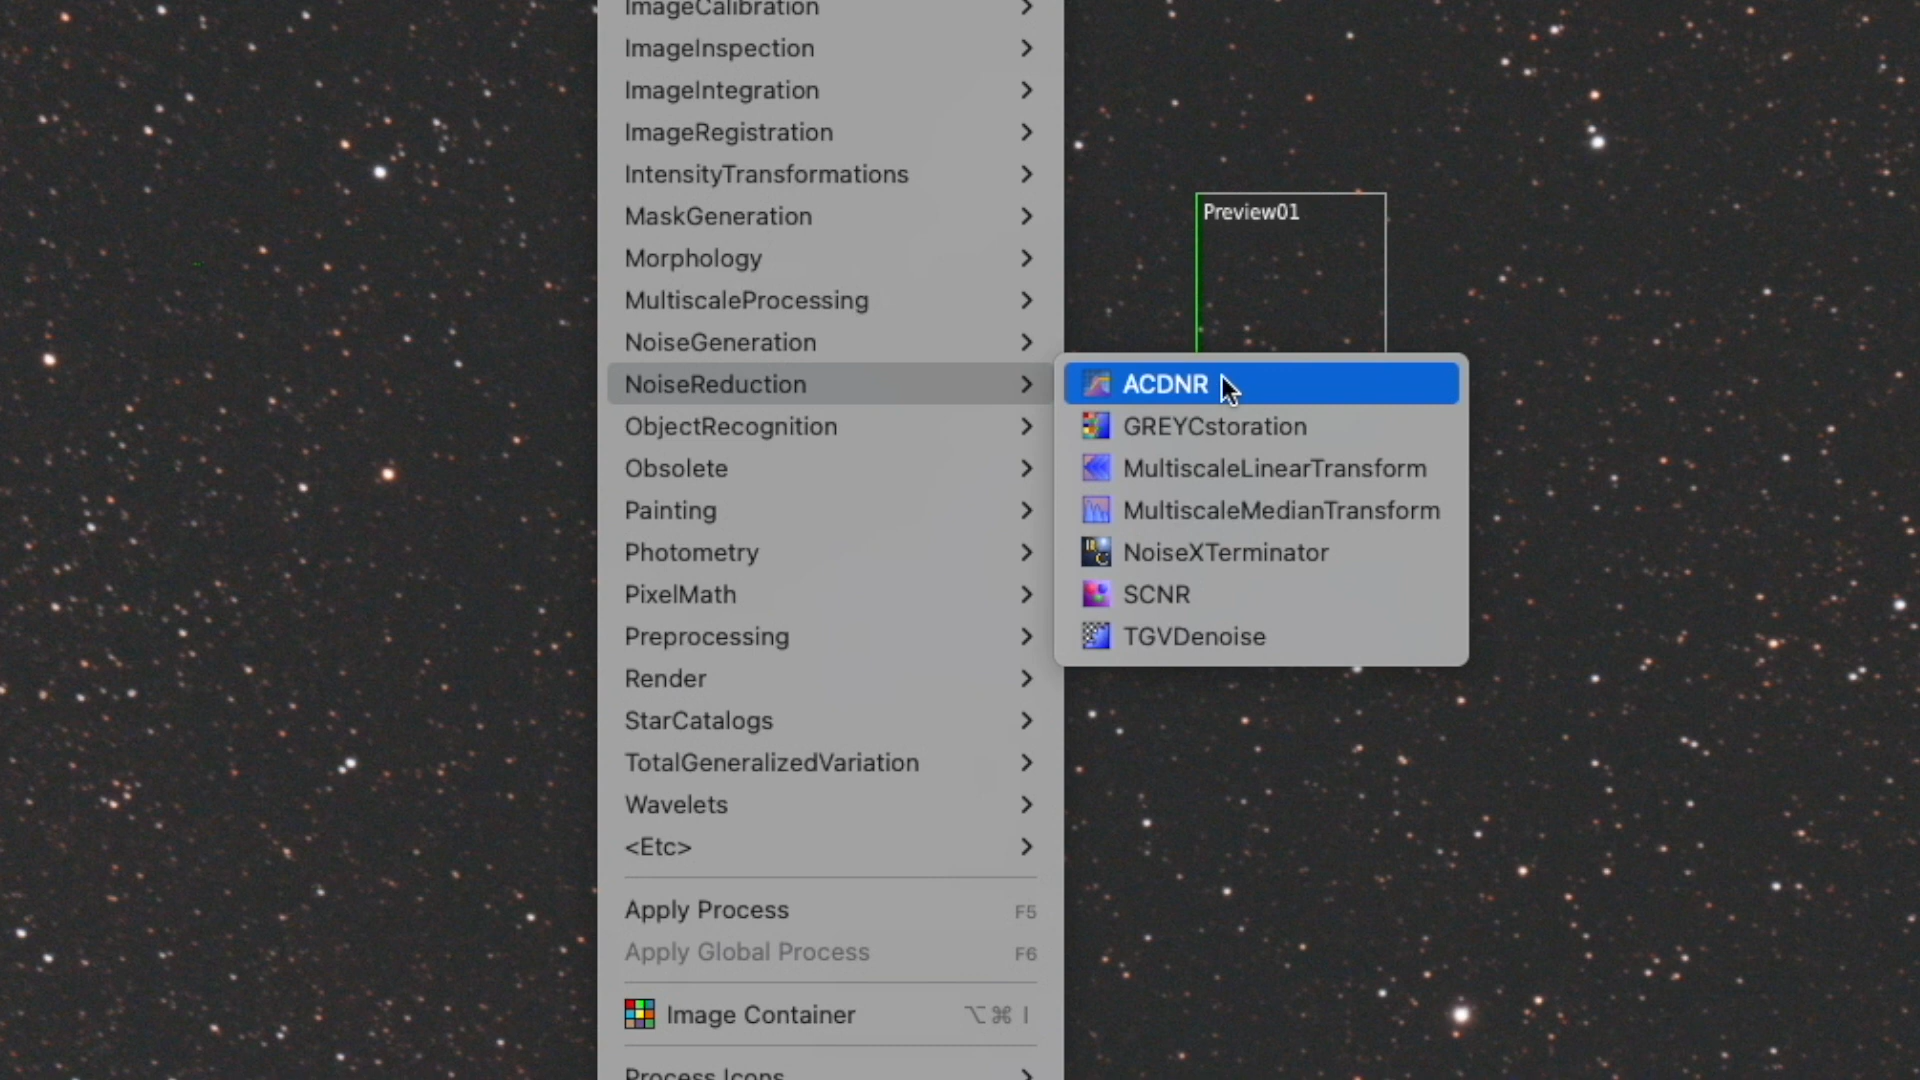 ImageCalibration
ImageInspection
ImageIntegration
ImageRegistration
IntensityTransformations
MaskGeneration
Morphology
MultiscaleProcessing
NoiseGeneration
NoiseReduction
ObjectRecognition
Obsolete
Painting
Photometry
PixelMath
Preprocessing
Render
StarCatalogs
TotalGeneralizedVariation
Wavelets
<Etc>
Apply Process F5
Apply Global Process F6
Image Container ⌥⌘ I
Process Icons
Preview01
ACDNR
GREYCstoration
MultiscaleLinearTransform
MultiscaleMedianTransform
NoiseXTerminator
SCNR
TGVDenoise